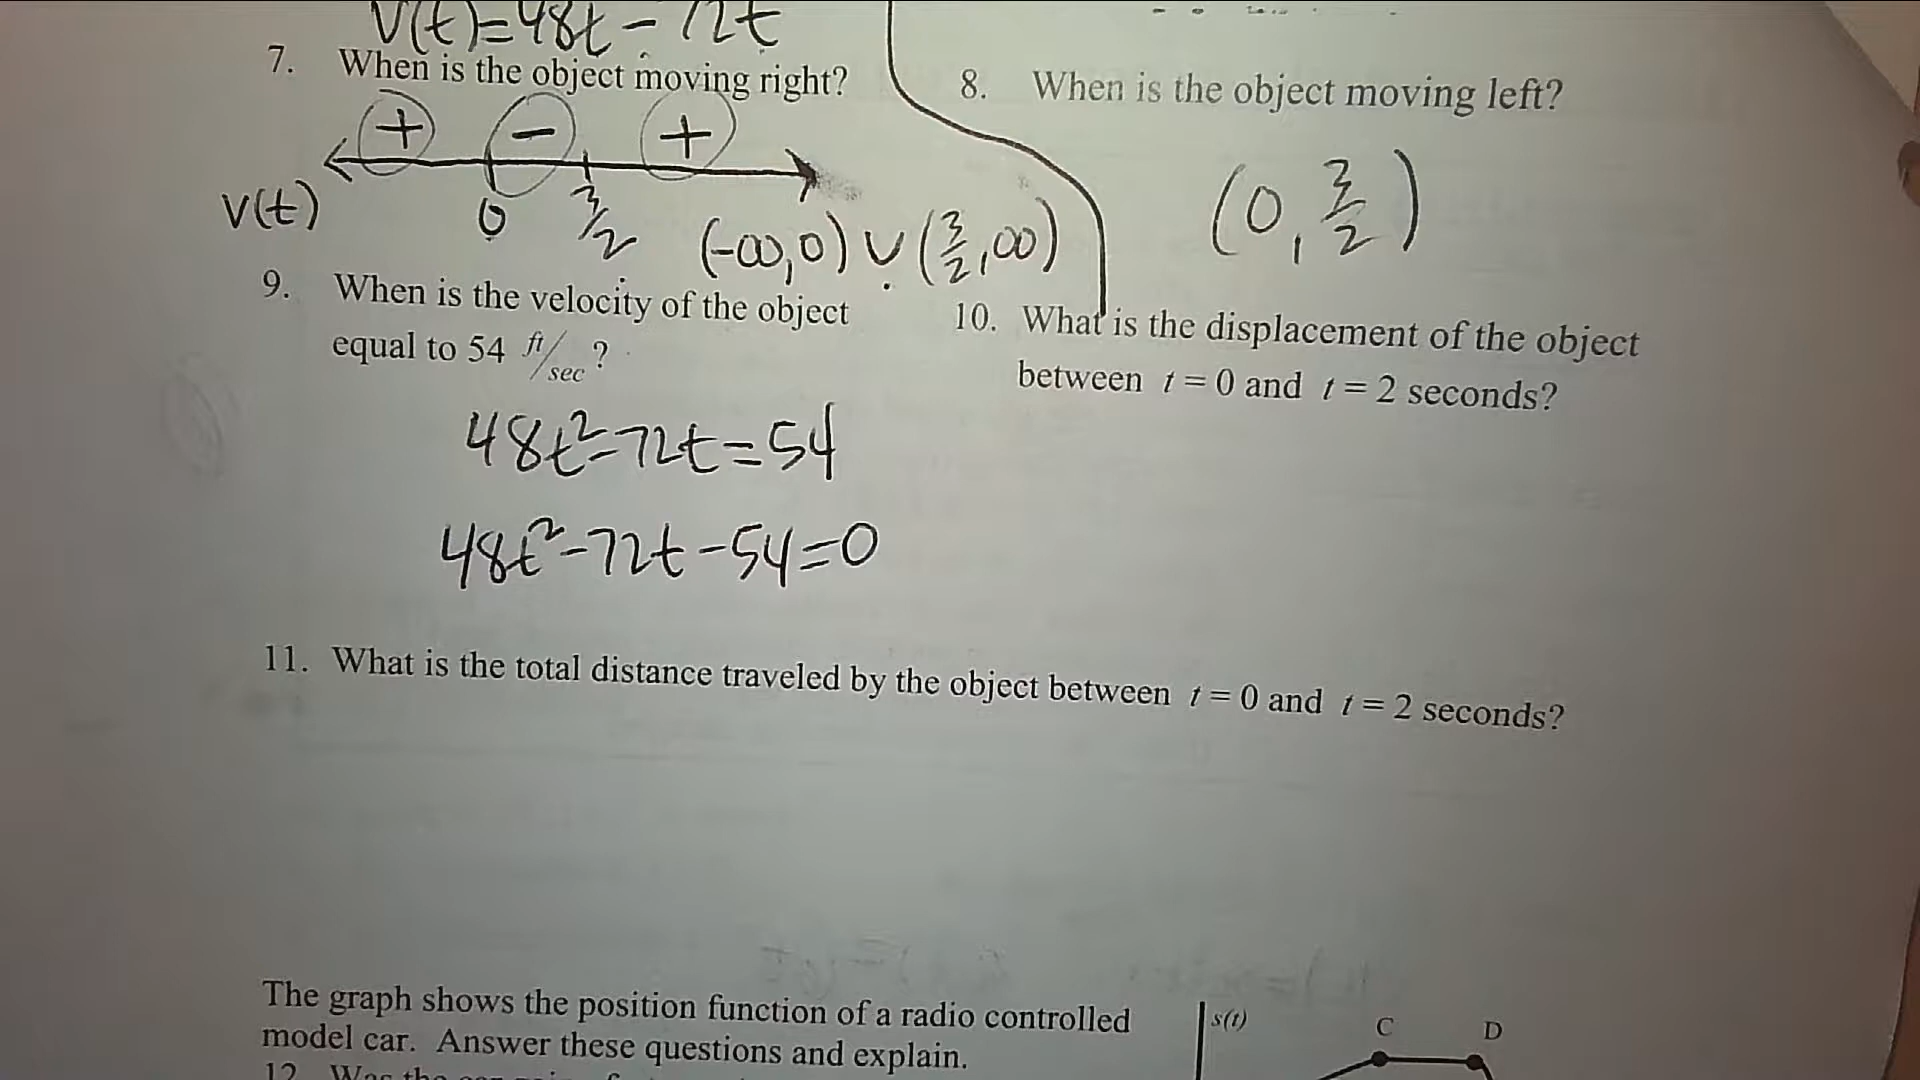 V(t)=48t - 72t
7. When is the object moving right?
+ - +
V(t) 0 3/2 (-∞,0) ∪ (3/2,∞)
8. When is the object moving left?
(0, 3/2)
9. When is the velocity of the object
equal to 54 ft/sec ?
48t²-72t=54
48t²-72t-54=0
10. What is the displacement of the object
between t = 0 and t = 2 seconds?
11. What is the total distance traveled by the object between t = 0 and t = 2 seconds?
The graph shows the position function of a radio controlled
model car. Answer these questions and explain.
12. Was the
s(t)
C D